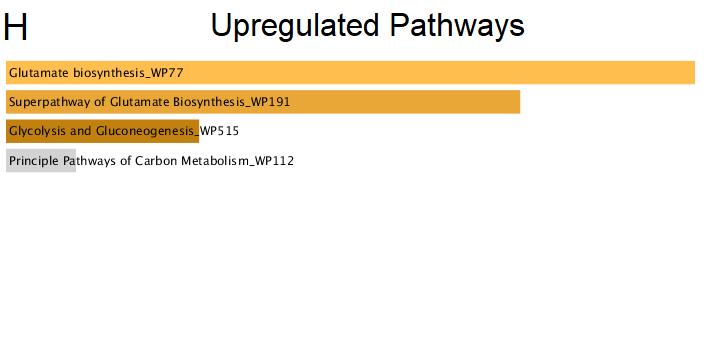 H
Upregulated Pathways
Glutamate biosynthesis_WP77
Superpathway of Glutamate Biosynthesis_WP191
Glycolysis and Gluconeogenesis_WP515
Principle Pathways of Carbon Metabolism_WP112